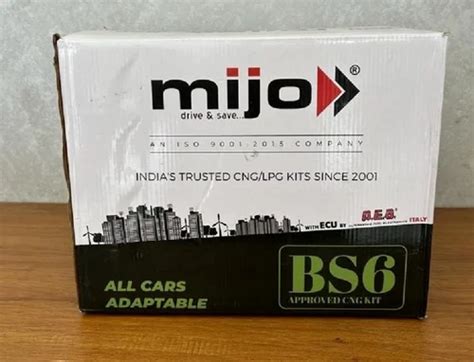 mijo®
drive & save...
AN ISO 9001-2015 COMPANY
INDIA'S TRUSTED CNG/LPG KITS SINCE 2001
WITH ECU BY A.E.B. ITALY
ALL CARS
ADAPTABLE
BS6
APPROVED CNG KIT